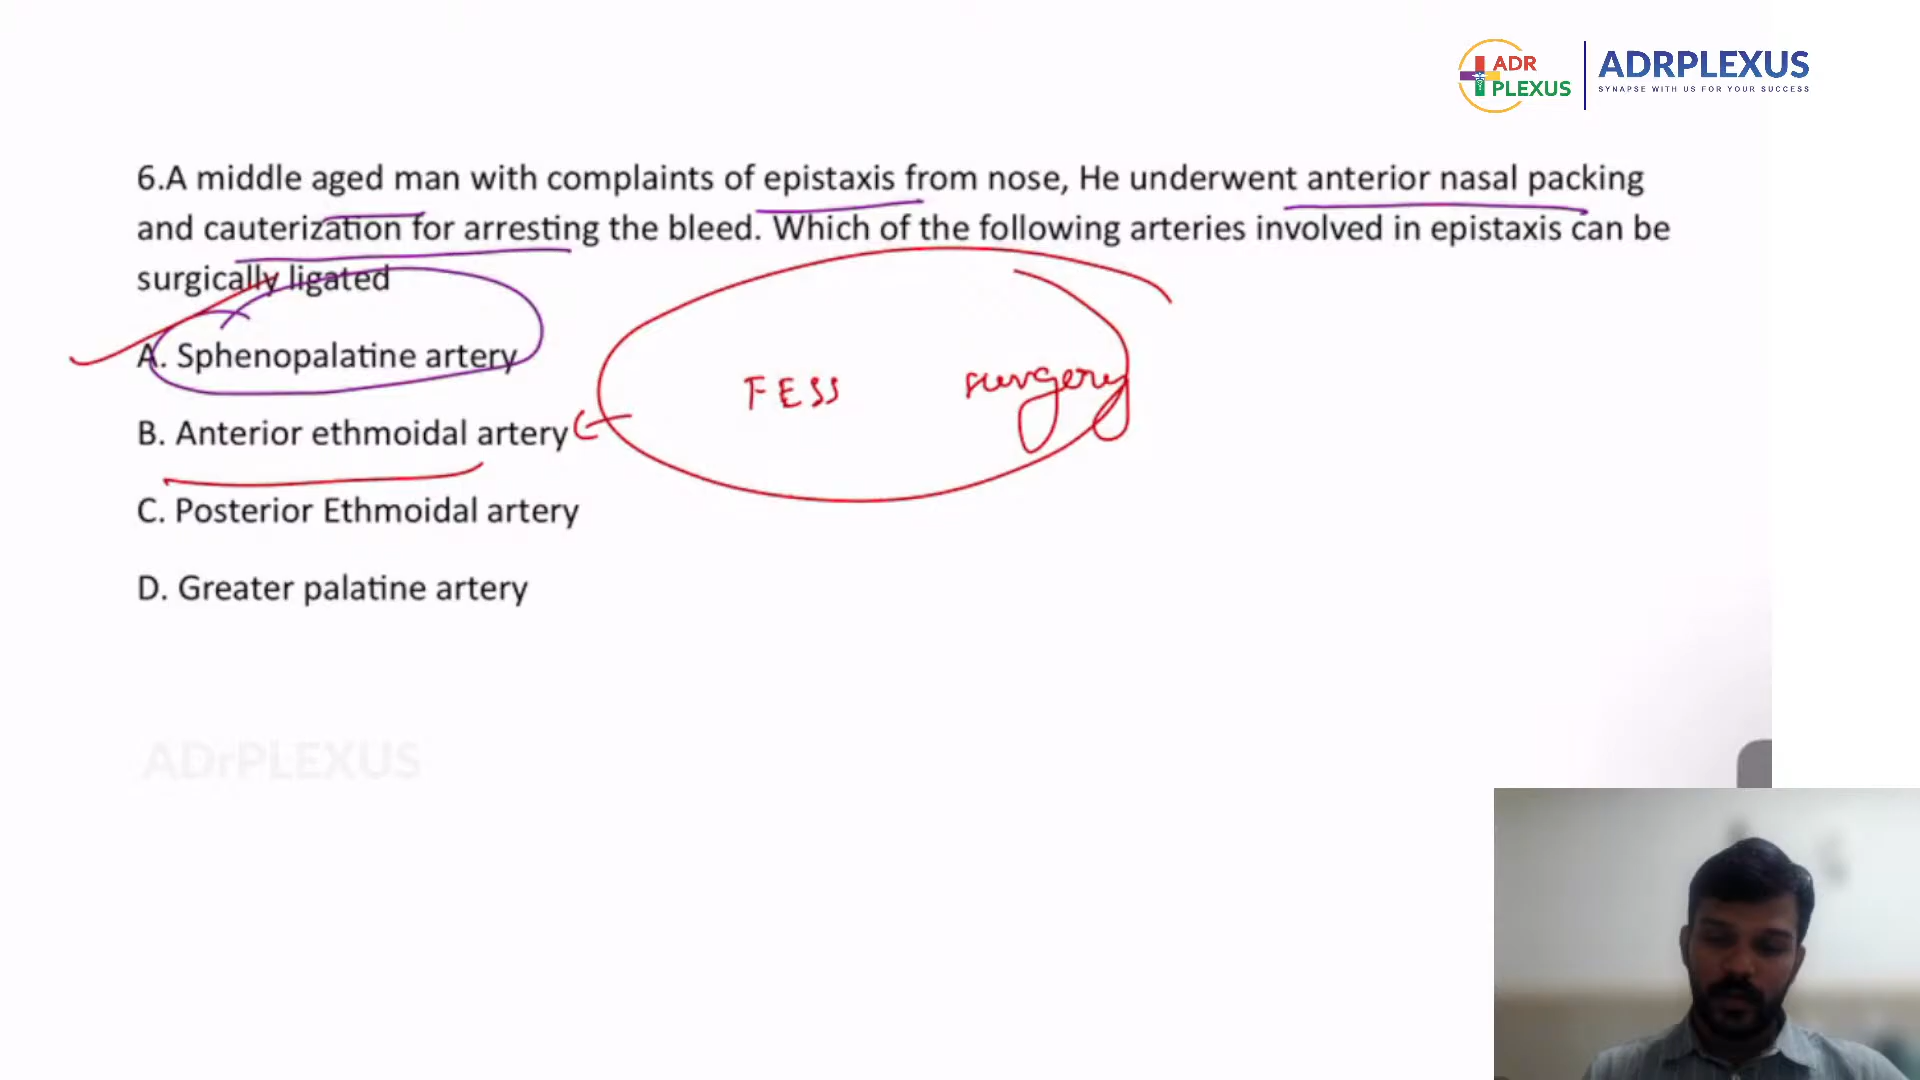 ADR
PLEXUS
ADRPLEXUS
SYNAPSE WITH US FOR YOUR SUCCESS
6.A middle aged man with complaints of epistaxis from nose, He underwent anterior nasal packing
and cauterization for arresting the bleed. Which of the following arteries involved in epistaxis can be
surgically ligated
A. Sphenopalatine artery
FESS surgery
B. Anterior ethmoidal artery
C. Posterior Ethmoidal artery
D. Greater palatine artery
ADrPLEXUS